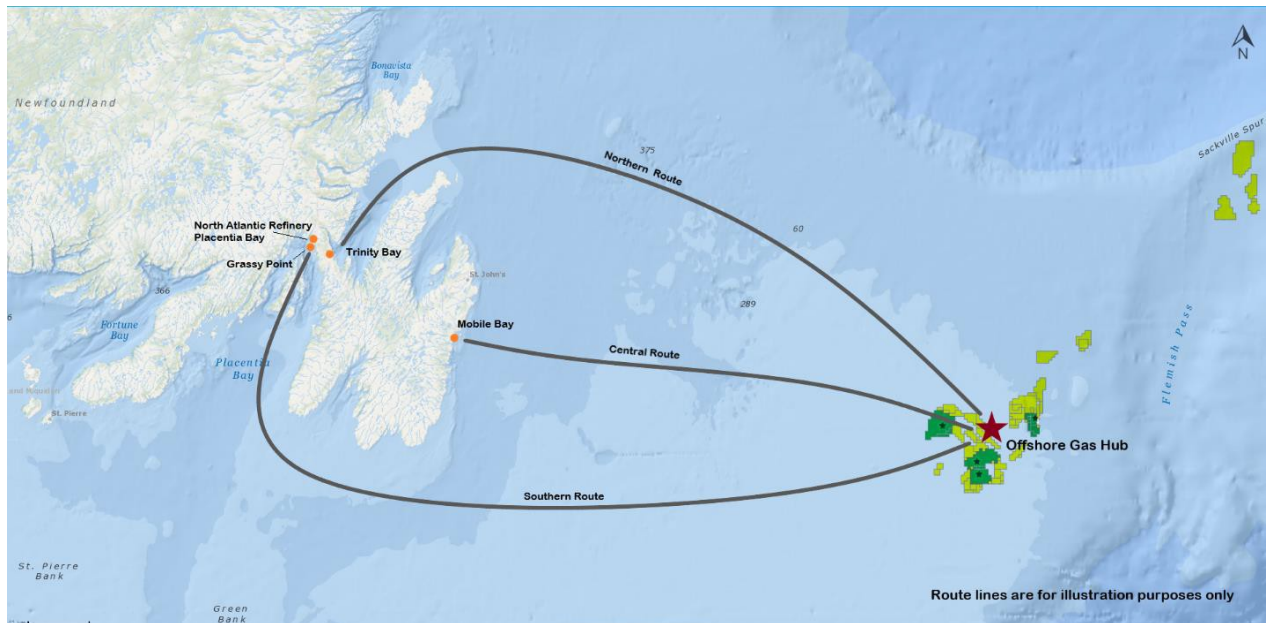 Bonavista
Bay
N
Newfoundland
Sackville Spur
375
Northern Route
North Atlantic Refinery
Placentia Bay
60
Grassy Point
Trinity Bay
St. John's
366
289
Fortune
Bay
Mobile Bay
6
Central Route
Placentia
Bay
Flemish Pass
St. Pierre
Offshore Gas Hub
Southern Route
St. Pierre
Bank
Route lines are for illustration purposes only
Green
Bank